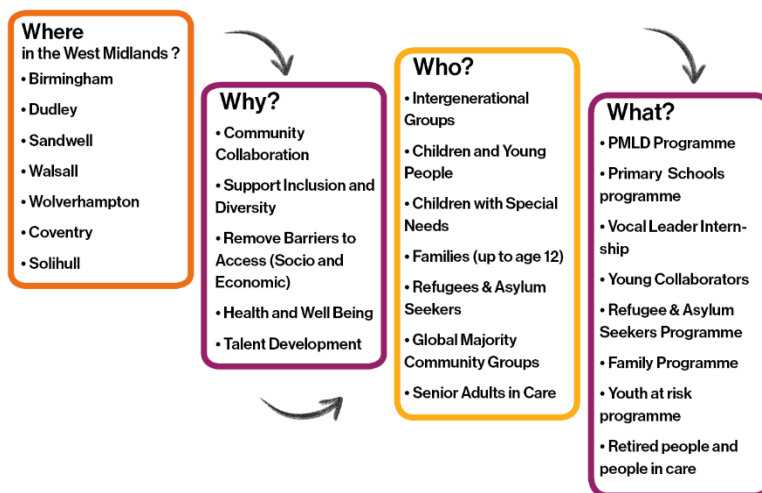 Where
in the West Midlands ?
• Birmingham
• Dudley
• Sandwell
• Walsall
• Wolverhampton
• Coventry
• Solihull
Why?
• Community
Collaboration
• Support Inclusion and
Diversity
• Remove Barriers to
Access (Socio and
Economic)
• Health and Well Being
• Talent Development
Who?
• Intergenerational
Groups
• Children and Young
People
• Children with Special
Needs
• Families (up to age 12)
• Refugees & Asylum
Seekers
• Global Majority
Community Groups
• Senior Adults in Care
What?
• PMLD Programme
• Primary Schools
programme
• Vocal Leader Intern-
ship
• Young Collaborators
• Refugee & Asylum
Seekers Programme
• Family Programme
• Youth at risk
programme
• Retired people and
people in care